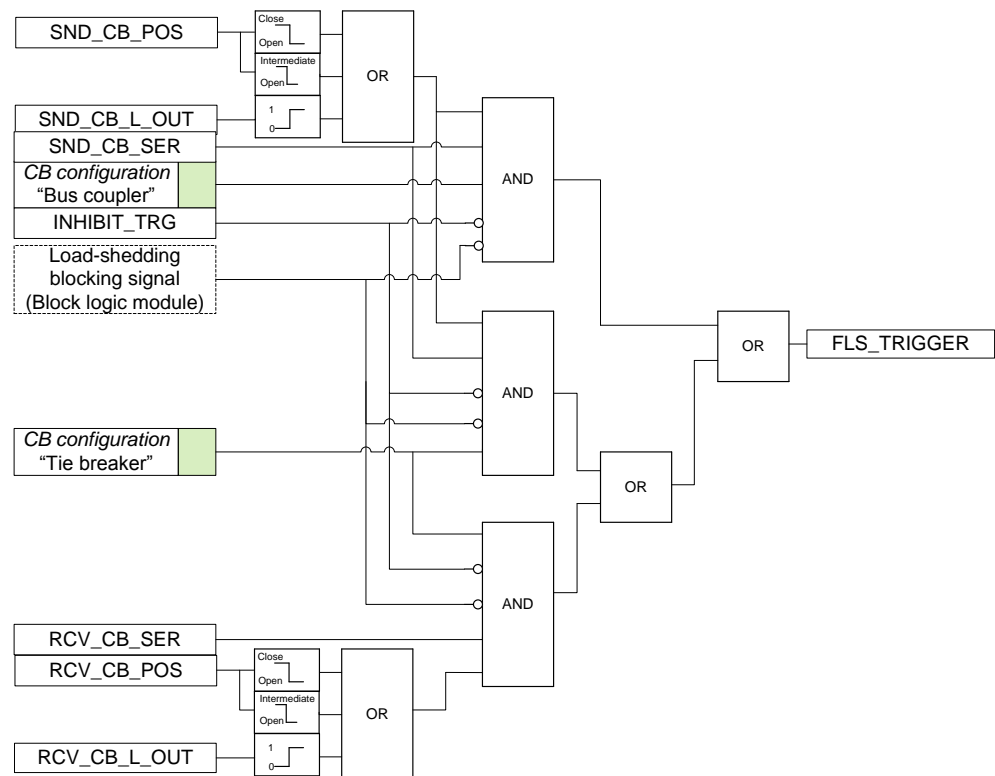 SND_CB_POS
Close
Open
Intermediate
Open
OR
SND_CB_L_OUT
1
0
SND_CB_SER
CB configuration
“Bus coupler”
AND
INHIBIT_TRG
Load-shedding
blocking signal
(Block logic module)
OR
FLS_TRIGGER
AND
CB configuration
“Tie breaker”
OR
AND
RCV_CB_SER
RCV_CB_POS
Close
Open
Intermediate
Open
OR
RCV_CB_L_OUT
1
0